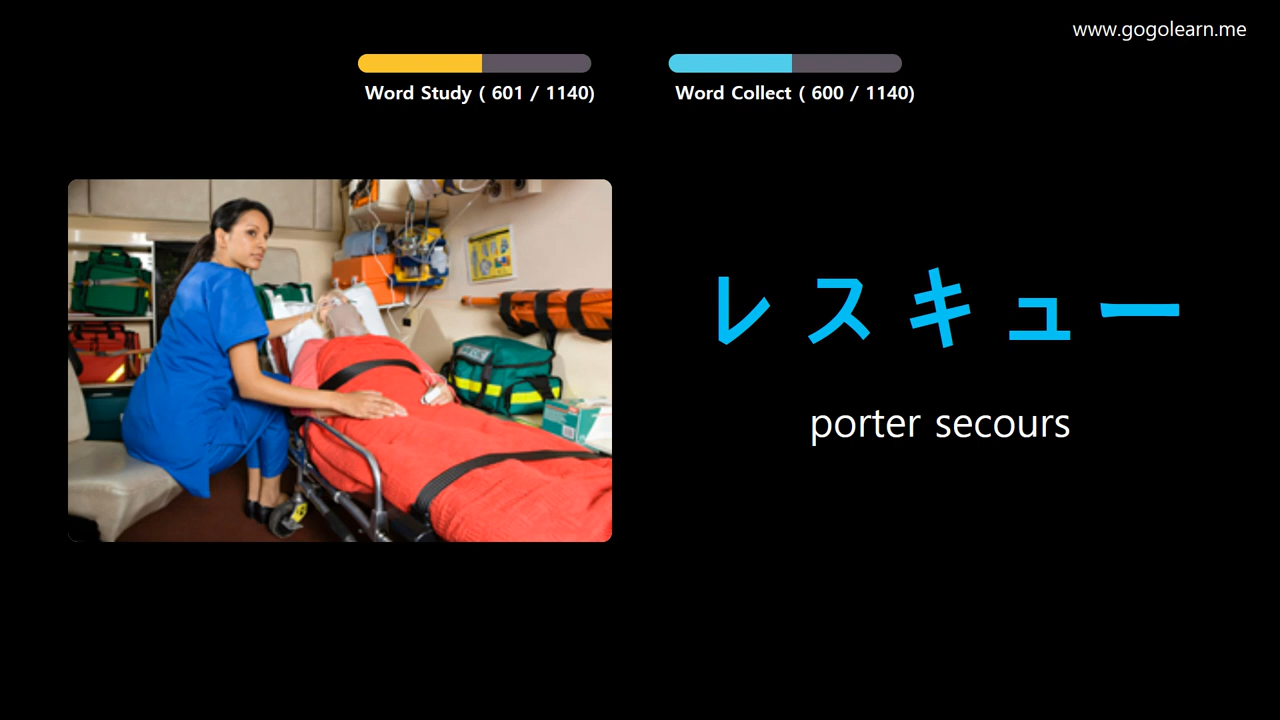 www.gogolearn.me
Word Study ( 601 / 1140)
Word Collect ( 600 / 1140)
レスキュー
porter secours